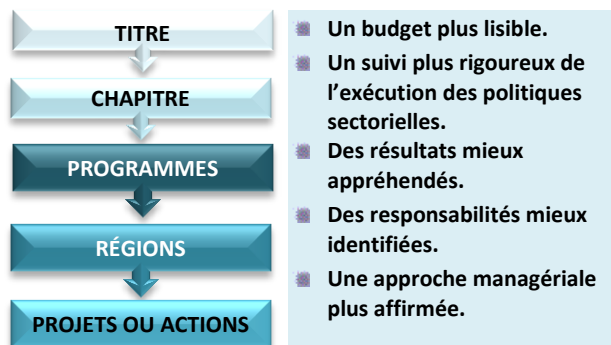 TITRE
CHAPITRE
PROGRAMMES
RÉGIONS
PROJETS OU ACTIONS
Un budget plus lisible.
Un suivi plus rigoureux de
l’exécution des politiques
sectorielles.
Des résultats mieux
appréhendés.
Des responsabilités mieux
identifiées.
Une approche managériale
plus affirmée.